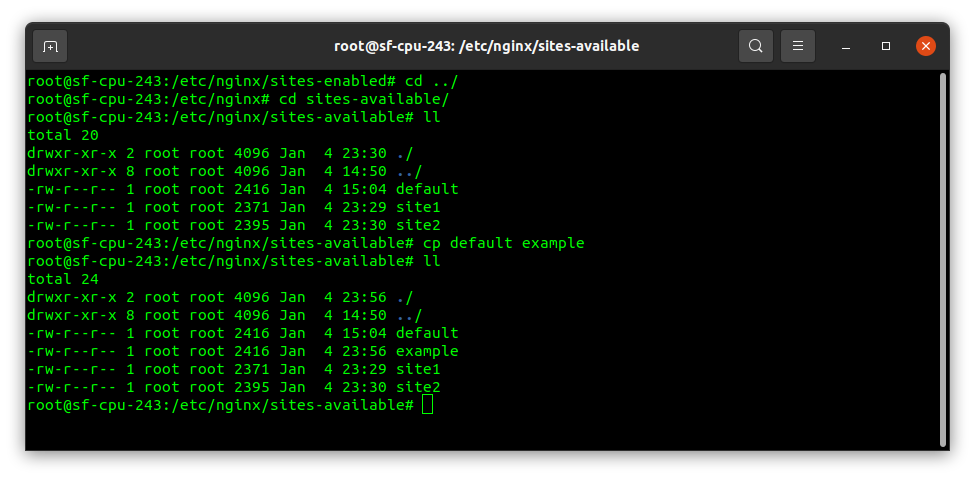 root@sf-cpu-243: /etc/nginx/sites-available
root@sf-cpu-243:/etc/nginx/sites-enabled# cd ../
root@sf-cpu-243:/etc/nginx# cd sites-available/
root@sf-cpu-243:/etc/nginx/sites-available# ll
total 20
drwxr-xr-x 2 root root 4096 Jan  4 23:30 ./
drwxr-xr-x 8 root root 4096 Jan  4 14:50 ../
-rw-r--r-- 1 root root 2416 Jan  4 15:04 default
-rw-r--r-- 1 root root 2371 Jan  4 23:29 site1
-rw-r--r-- 1 root root 2395 Jan  4 23:30 site2
root@sf-cpu-243:/etc/nginx/sites-available# cp default example
root@sf-cpu-243:/etc/nginx/sites-available# ll
total 24
drwxr-xr-x 2 root root 4096 Jan  4 23:56 ./
drwxr-xr-x 8 root root 4096 Jan  4 14:50 ../
-rw-r--r-- 1 root root 2416 Jan  4 15:04 default
-rw-r--r-- 1 root root 2416 Jan  4 23:56 example
-rw-r--r-- 1 root root 2371 Jan  4 23:29 site1
-rw-r--r-- 1 root root 2395 Jan  4 23:30 site2
root@sf-cpu-243:/etc/nginx/sites-available#